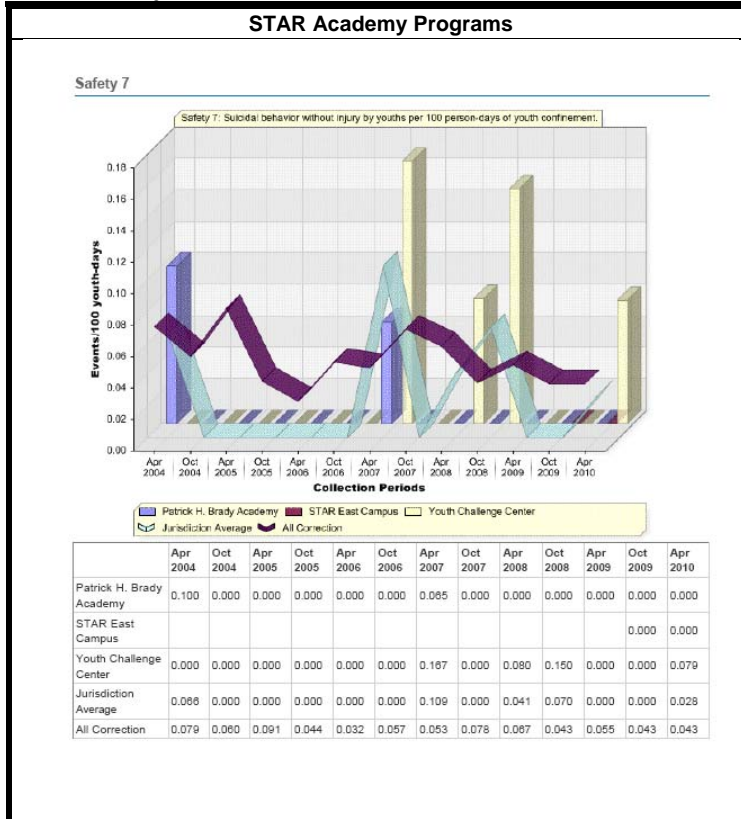 STAR Academy Programs
Safety 7
Safety 7: Suicidal behavior without injury by youths per 100 person-days of youth confinement.
Events/100 youth-days
0.18
0.16
0.14
0.12
0.10
0.08
0.06
0.04
0.02
0.00
Apr Oct Apr Oct Apr Oct Apr Oct Apr Oct Apr Oct Apr
2004 2004 2005 2005 2006 2006 2007 2007 2008 2008 2009 2009 2010
Collection Periods
Patrick H. Brady Academy STAR East Campus Youth Challenge Center
Jurisdiction Average All Correction
Apr Oct Apr Oct Apr Oct Apr Oct Apr Oct Apr Oct Apr
2004 2004 2005 2005 2006 2006 2007 2007 2008 2008 2009 2009 2010
Patrick H. Brady
Academy 0.100 0.000 0.000 0.000 0.000 0.000 0.065 0.000 0.000 0.000 0.000 0.000 0.000
STAR East
Campus 0.000 0.000
Youth Challenge
Center 0.000 0.000 0.000 0.000 0.000 0.000 0.167 0.000 0.080 0.150 0.000 0.000 0.079
Jurisdiction
Average 0.066 0.000 0.000 0.000 0.000 0.000 0.109 0.000 0.041 0.070 0.000 0.000 0.028
All Correction 0.079 0.060 0.091 0.044 0.032 0.057 0.053 0.078 0.067 0.043 0.055 0.043 0.043